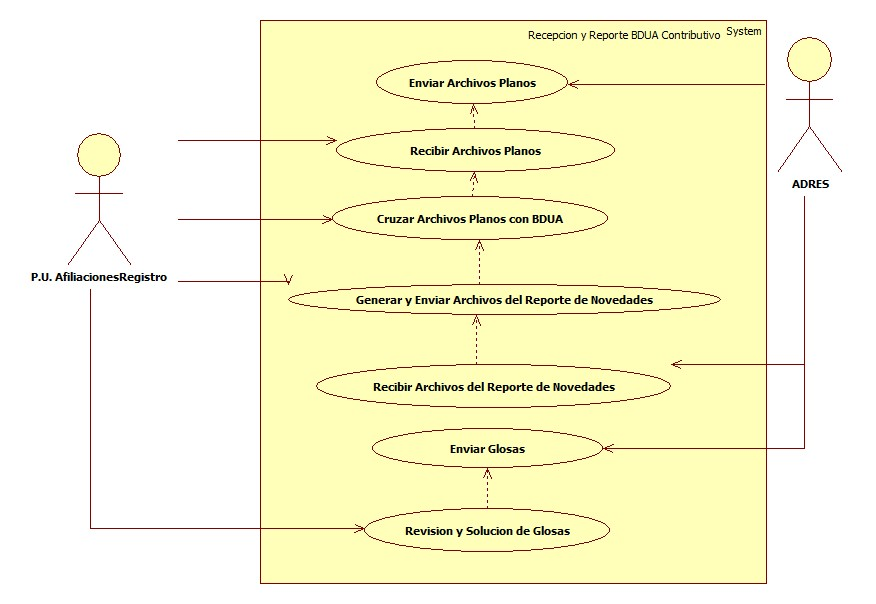 Recepcion y Reporte BDUA Contributivo System
Enviar Archivos Planos
Recibir Archivos Planos
ADRES
Cruzar Archivos Planos con BDUA
P.U. AfiliacionesRegistro
Generar y Enviar Archivos del Reporte de Novedades
Recibir Archivos del Reporte de Novedades
Enviar Glosas
Revision y Solucion de Glosas